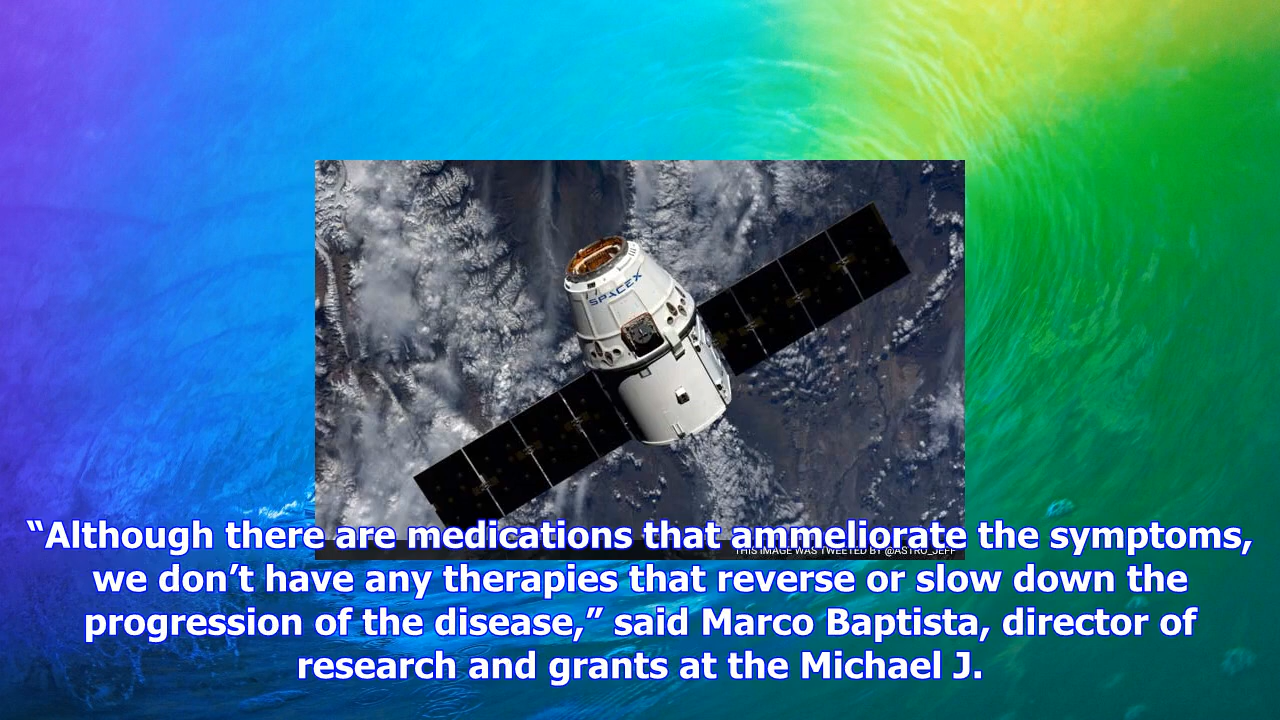 SPACEX
“Although there are medications that ammeliorate the symptoms,
THIS IMAGE WAS TWEETED BY @ASTRO_JEFF
we don’t have any therapies that reverse or slow down the
progression of the disease,” said Marco Baptista, director of
research and grants at the Michael J.